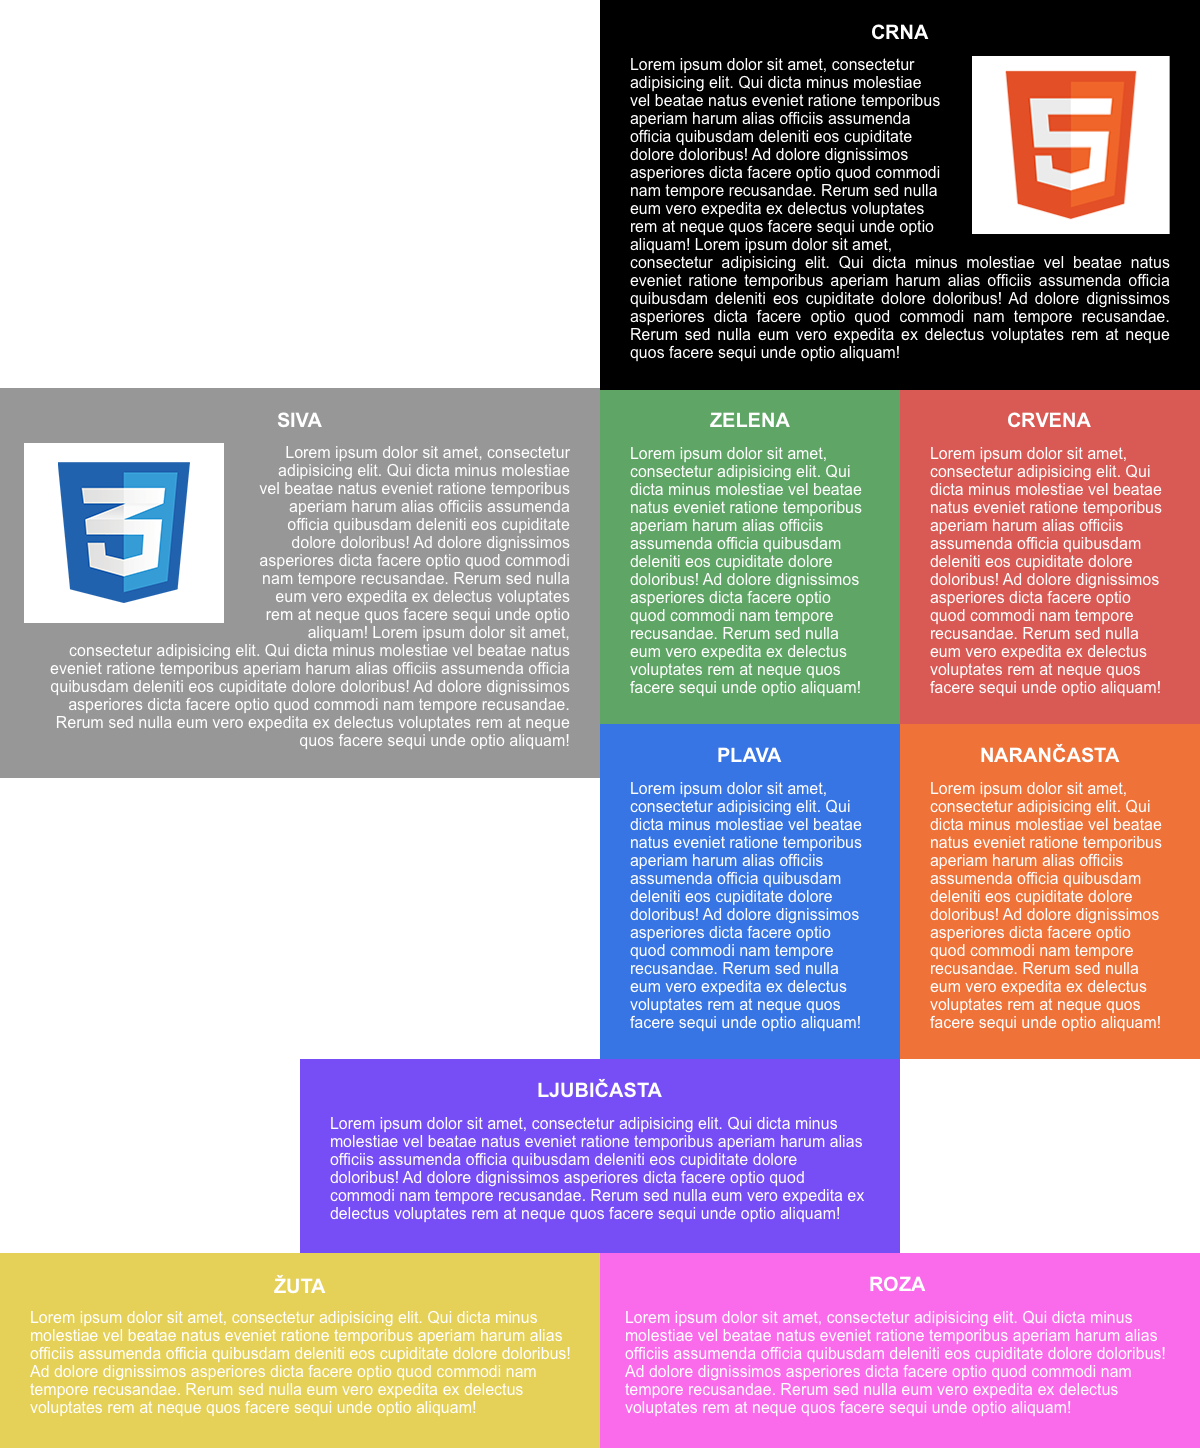 CRNA
Lorem ipsum dolor sit amet, consectetur
adipisicing elit. Qui dicta minus molestiae
vel beatae natus eveniet ratione temporibus
aperiam harum alias officiis assumenda
officia quibusdam deleniti eos cupiditate
dolore doloribus! Ad dolore dignissimos
asperiores dicta facere optio quod commodi
nam tempore recusandae. Rerum sed nulla
eum vero expedita ex delectus voluptates
rem at neque quos facere sequi unde optio
aliquam! Lorem ipsum dolor sit amet,
consectetur adipisicing elit. Qui dicta minus molestiae vel beatae natus
eveniet ratione temporibus aperiam harum alias officiis assumenda officia
quibusdam deleniti eos cupiditate dolore doloribus! Ad dolore dignissimos
asperiores dicta facere optio quod commodi nam tempore recusandae.
Rerum sed nulla eum vero expedita ex delectus voluptates rem at neque
quos facere sequi unde optio aliquam!
5
SIVA
3
Lorem ipsum dolor sit amet, consectetur
adipisicing elit. Qui dicta minus molestiae
vel beatae natus eveniet ratione temporibus
aperiam harum alias officiis assumenda
officia quibusdam deleniti eos cupiditate
dolore doloribus! Ad dolore dignissimos
asperiores dicta facere optio quod commodi
nam tempore recusandae. Rerum sed nulla
eum vero expedita ex delectus voluptates
rem at neque quos facere sequi unde optio
aliquam! Lorem ipsum dolor sit amet,
consectetur adipisicing elit. Qui dicta minus molestiae vel beatae natus
eveniet ratione temporibus aperiam harum alias officiis assumenda officia
quibusdam deleniti eos cupiditate dolore doloribus! Ad dolore dignissimos
asperiores dicta facere optio quod commodi nam tempore recusandae.
Rerum sed nulla eum vero expedita ex delectus voluptates rem at neque
quos facere sequi unde optio aliquam!
ZELENA
Lorem ipsum dolor sit amet,
consectetur adipisicing elit. Qui
dicta minus molestiae vel beatae
natus eveniet ratione temporibus
aperiam harum alias officiis
assumenda officia quibusdam
deleniti eos cupiditate dolore
doloribus! Ad dolore dignissimos
asperiores dicta facere optio
quod commodi nam tempore
recusandae. Rerum sed nulla
eum vero expedita ex delectus
voluptates rem at neque quos
facere sequi unde optio aliquam!
CRVENA
Lorem ipsum dolor sit amet,
consectetur adipisicing elit. Qui
dicta minus molestiae vel beatae
natus eveniet ratione temporibus
aperiam harum alias officiis
assumenda officia quibusdam
deleniti eos cupiditate dolore
doloribus! Ad dolore dignissimos
asperiores dicta facere optio
quod commodi nam tempore
recusandae. Rerum sed nulla
eum vero expedita ex delectus
voluptates rem at neque quos
facere sequi unde optio aliquam!
PLAVA
Lorem ipsum dolor sit amet,
consectetur adipisicing elit. Qui
dicta minus molestiae vel beatae
natus eveniet ratione temporibus
aperiam harum alias officiis
assumenda officia quibusdam
deleniti eos cupiditate dolore
doloribus! Ad dolore dignissimos
asperiores dicta facere optio
quod commodi nam tempore
recusandae. Rerum sed nulla
eum vero expedita ex delectus
voluptates rem at neque quos
facere sequi unde optio aliquam!
NARANČASTA
Lorem ipsum dolor sit amet,
consectetur adipisicing elit. Qui
dicta minus molestiae vel beatae
natus eveniet ratione temporibus
aperiam harum alias officiis
assumenda officia quibusdam
deleniti eos cupiditate dolore
doloribus! Ad dolore dignissimos
asperiores dicta facere optio
quod commodi nam tempore
recusandae. Rerum sed nulla
eum vero expedita ex delectus
voluptates rem at neque quos
facere sequi unde optio aliquam!
LJUBIČASTA
Lorem ipsum dolor sit amet, consectetur adipisicing elit. Qui dicta minus
molestiae vel beatae natus eveniet ratione temporibus aperiam harum alias
officiis assumenda officia quibusdam deleniti eos cupiditate dolore
doloribus! Ad dolore dignissimos asperiores dicta facere optio quod
commodi nam tempore recusandae. Rerum sed nulla eum vero expedita ex
delectus voluptates rem at neque quos facere sequi unde optio aliquam!
ŽUTA
Lorem ipsum dolor sit amet, consectetur adipisicing elit. Qui dicta minus
molestiae vel beatae natus eveniet ratione temporibus aperiam harum alias
officiis assumenda officia quibusdam deleniti eos cupiditate dolore doloribus!
Ad dolore dignissimos asperiores dicta facere optio quod commodi nam
tempore recusandae. Rerum sed nulla eum vero expedita ex delectus
voluptates rem at neque quos facere sequi unde optio aliquam!
ROZA
Lorem ipsum dolor sit amet, consectetur adipisicing elit. Qui dicta minus
molestiae vel beatae natus eveniet ratione temporibus aperiam harum alias
officiis assumenda officia quibusdam deleniti eos cupiditate dolore doloribus!
Ad dolore dignissimos asperiores dicta facere optio quod commodi nam
tempore recusandae. Rerum sed nulla eum vero expedita ex delectus
voluptates rem at neque quos facere sequi unde optio aliquam!